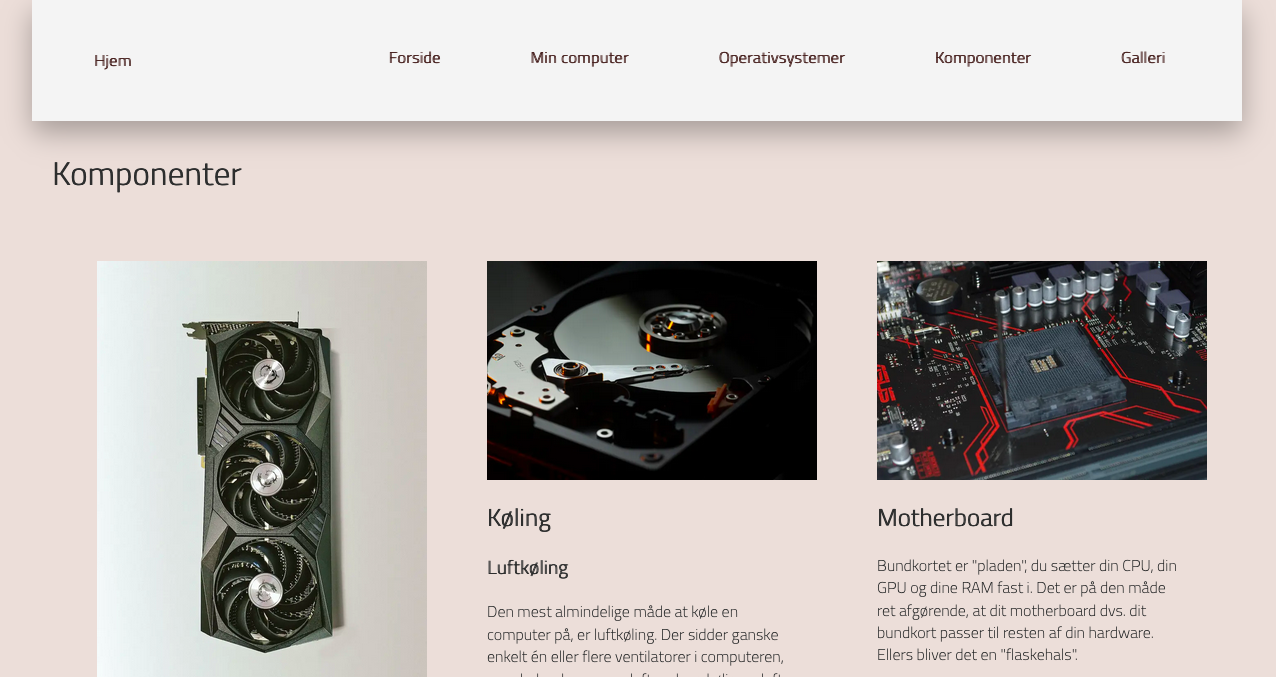 Hjem
Forside
Min computer
Operativsystemer
Komponenter
Galleri
Komponenter
Køling
Luftkøling
Den mest almindelige måde at køle en
computer på, er luftkøling. Der sidder ganske
enkelt én eller flere ventilatorer i computeren,
Motherboard
Bundkortet er "pladen", du sætter din CPU, din
GPU og dine RAM fast i. Det er på den måde
ret afgørende, at dit motherboard dvs. dit
bundkort passer til resten af din hardware.
Ellers bliver det en "flaskehals".